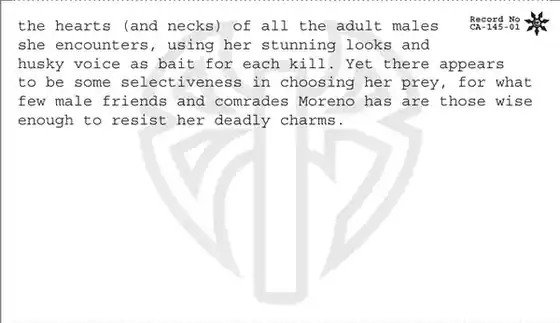 the hearts (and necks) of all the adult males
she encounters, using her stunning looks and
husky voice as bait for each kill. Yet there appears
to be some selectiveness in choosing her prey, for what
few male friends and comrades Moreno has are those wise
enough to resist her deadly charms.
Record No
CA-145-01